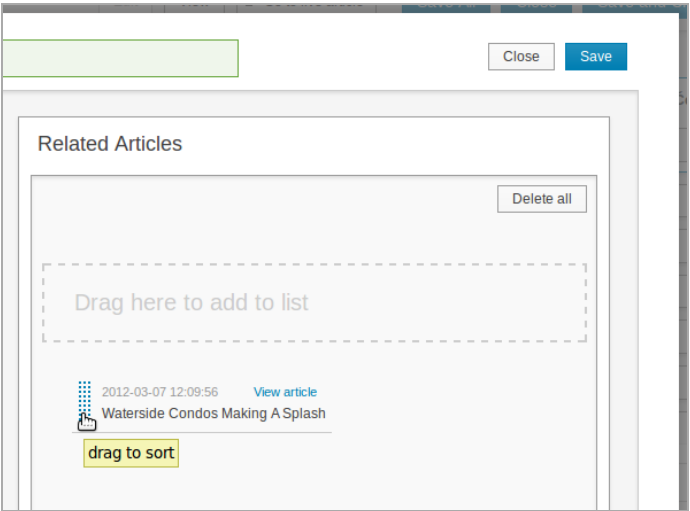 Close Save
Related Articles
Delete all
Drag here to add to list
2012-03-07 12:09:56 View article
Waterside Condos Making A Splash
drag to sort